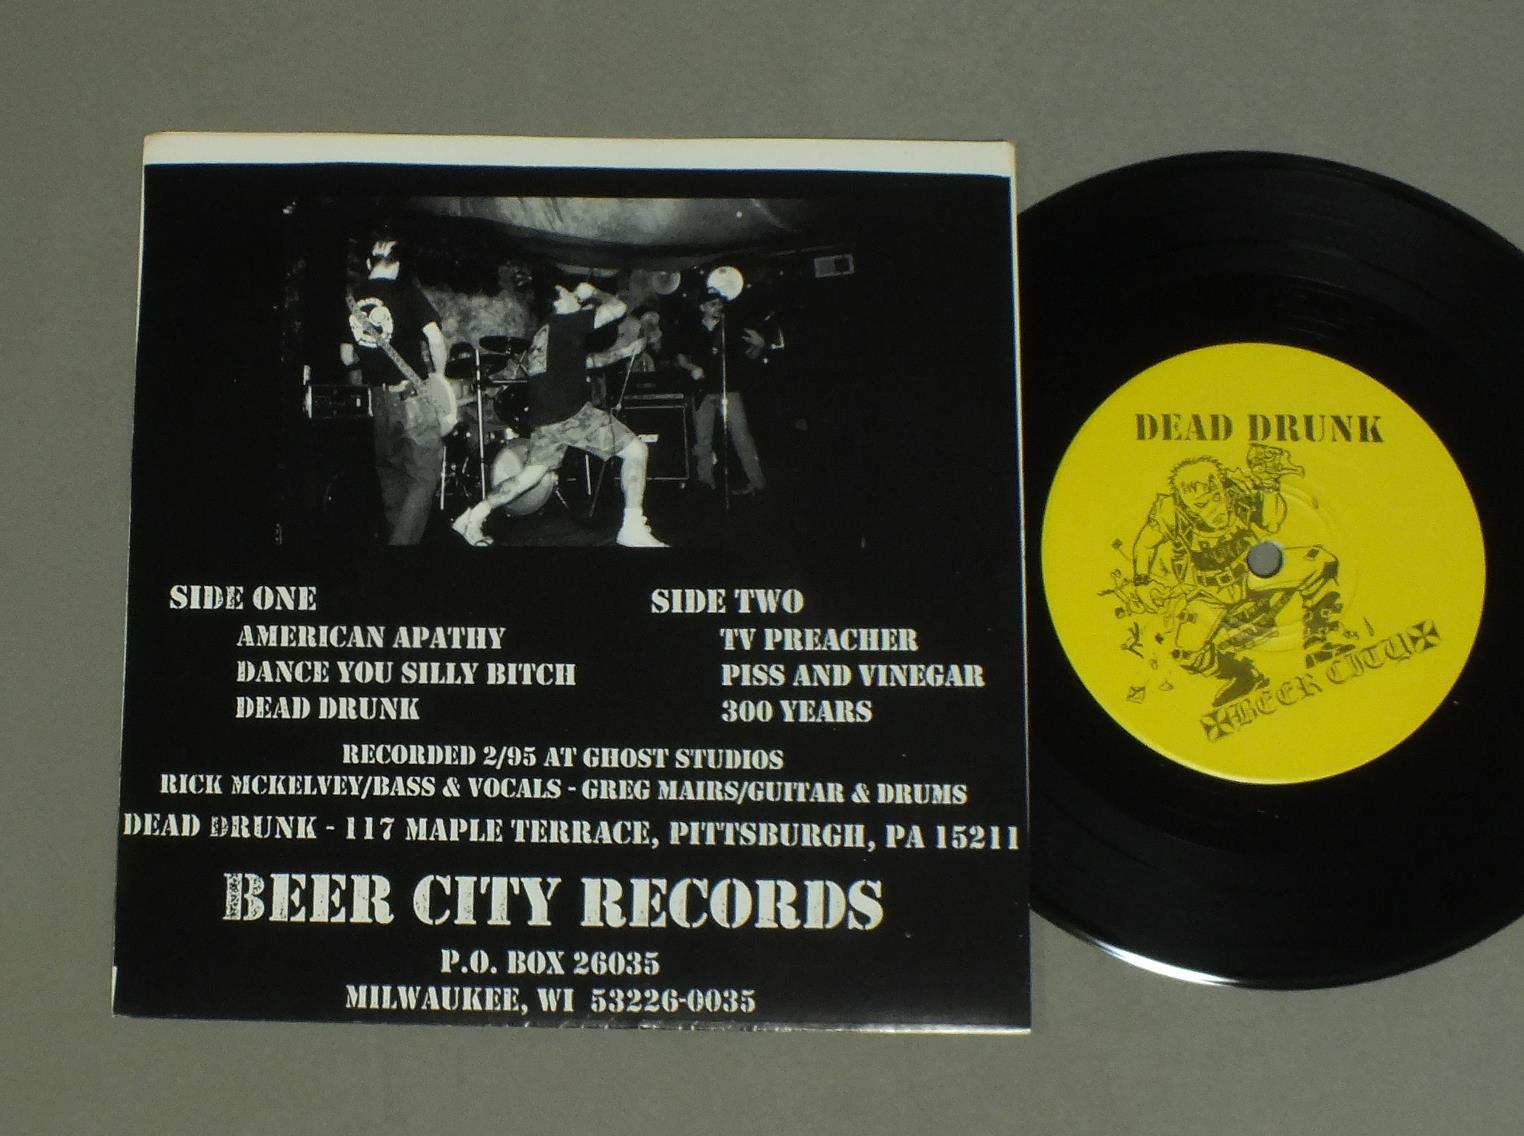 SIDE ONE
AMERICAN APATHY
DANCE YOU SILLY BITCH
DEAD DRUNK
SIDE TWO
TV PREACHER
PISS AND VINEGAR
300 YEARS
RECORDED 2/95 AT GHOST STUDIOS
RICK MCKELVEY/BASS & VOCALS - GREG MAIRS/GUITAR & DRUMS
DEAD DRUNK - 117 MAPLE TERRACE, PITTSBURGH, PA 15211
BEER CITY RECORDS
P.O. BOX 26035
MILWAUKEE, WI 53226-0035
DEAD DRUNK
BEER CITY